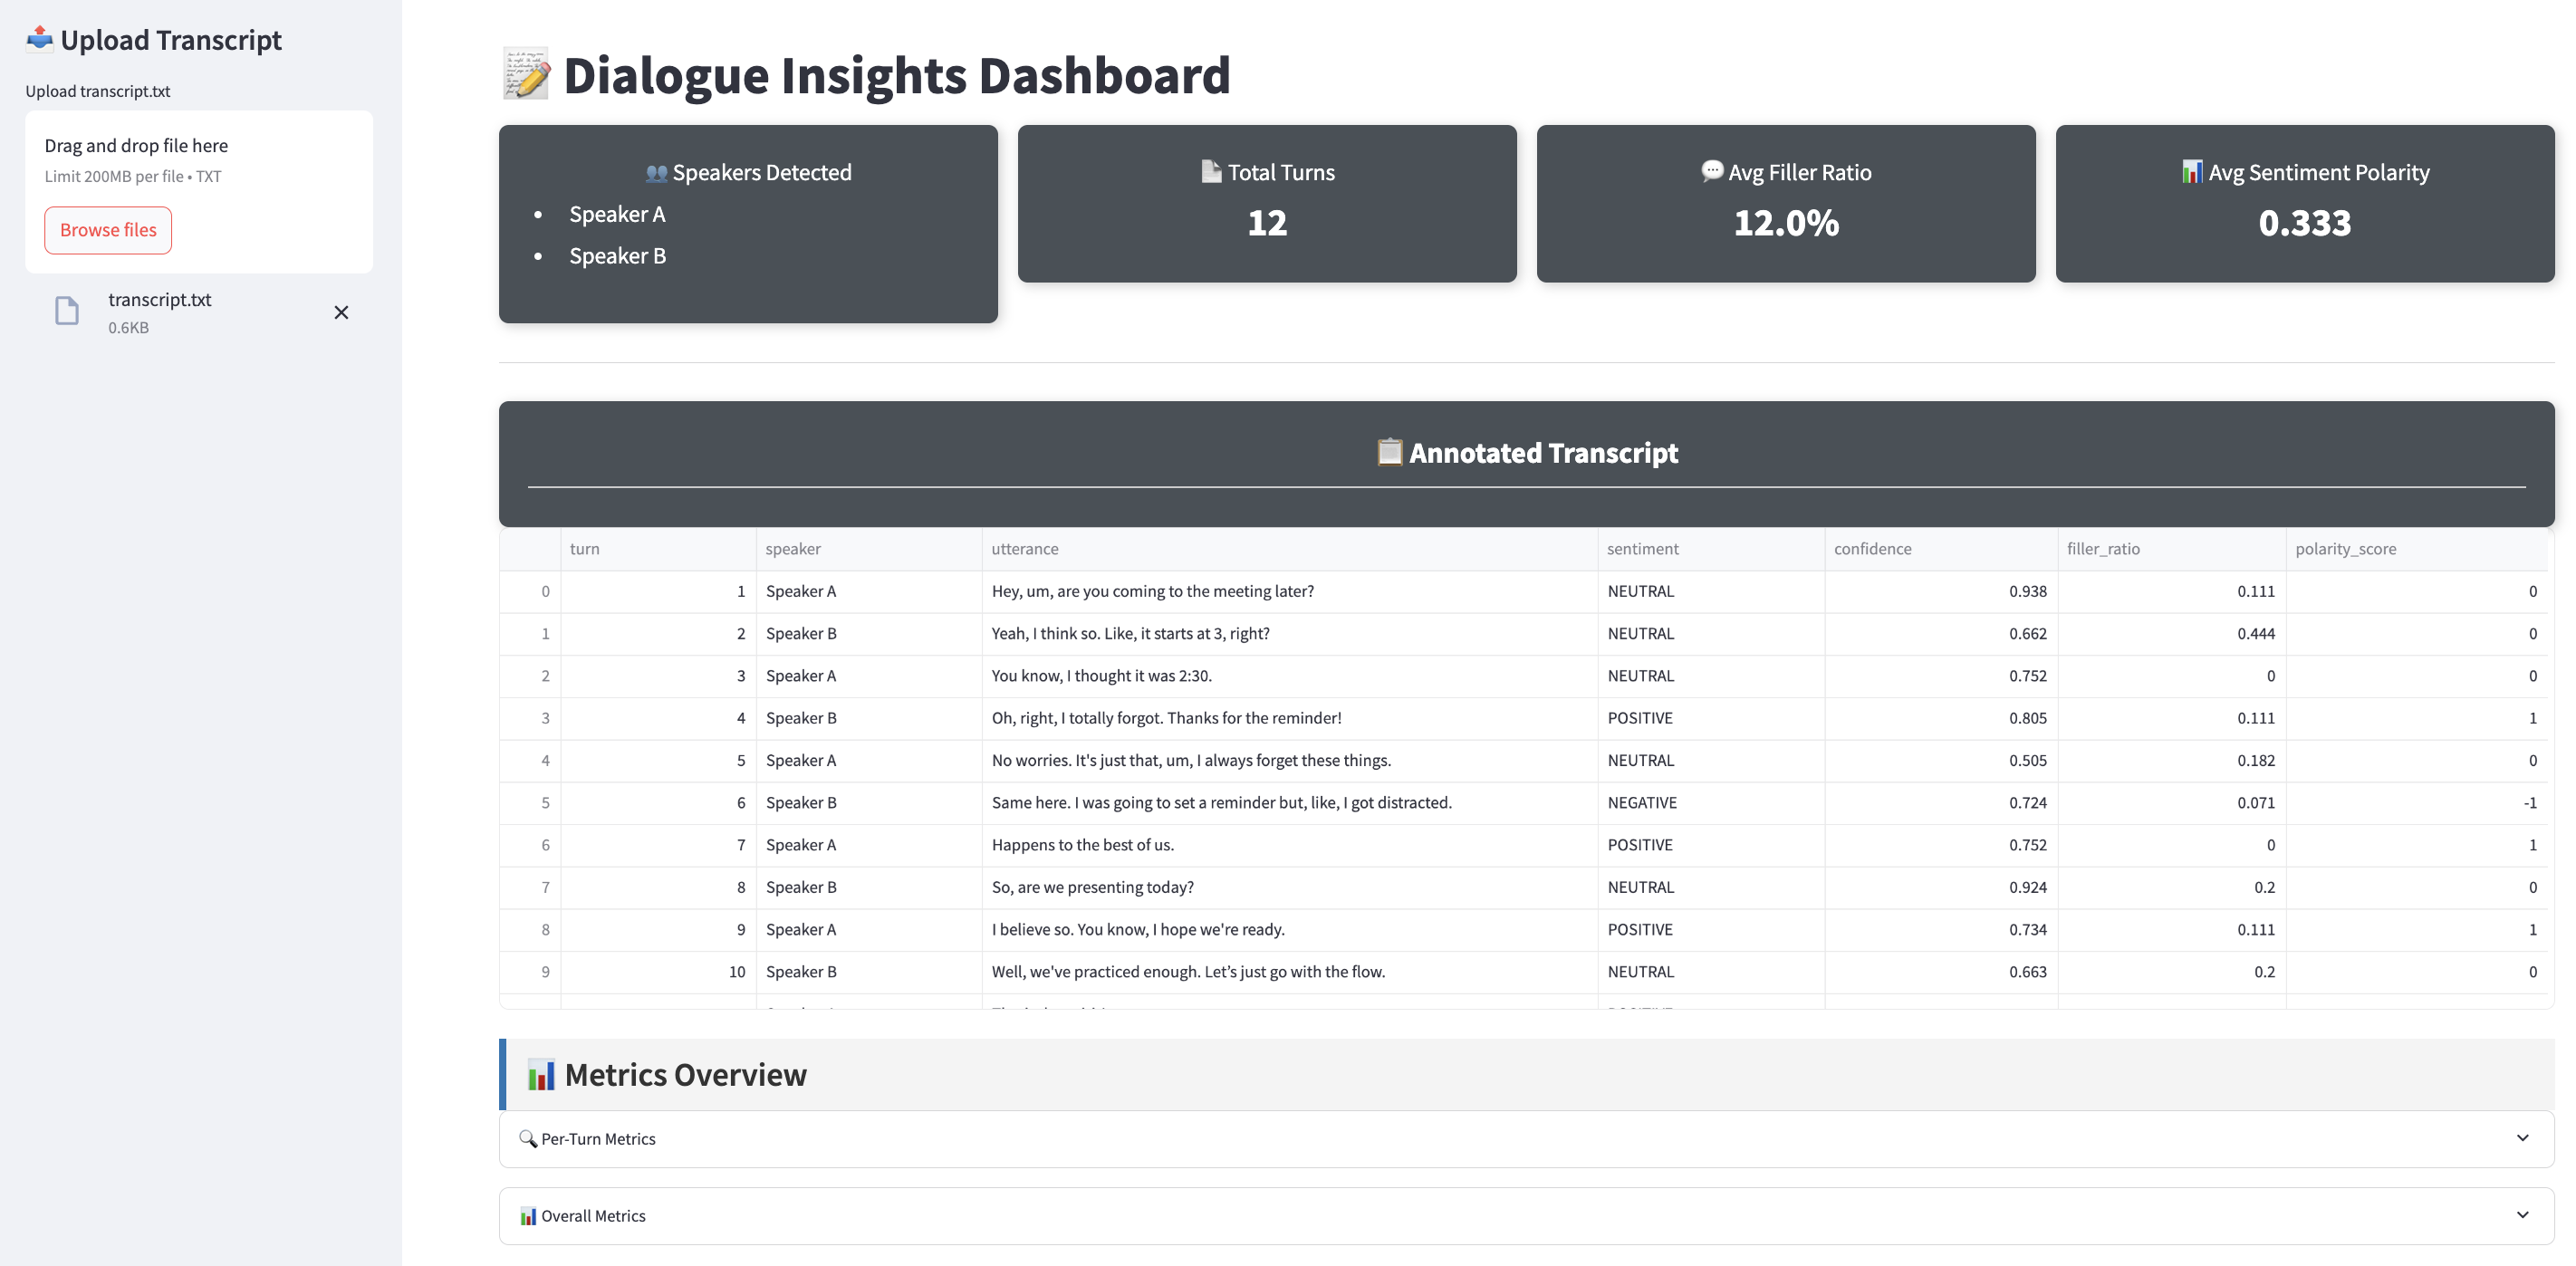 Upload Transcript
Upload transcript.txt
Drag and drop file here
Limit 200MB per file • TXT
Browse files
transcript.txt
0.6KB
Dialogue Insights Dashboard
Speakers Detected
• Speaker A
• Speaker B
Total Turns
12
Avg Filler Ratio
12.0%
Avg Sentiment Polarity
0.333
Annotated Transcript
turn speaker utterance sentiment confidence filler_ratio polarity_score
0 1 Speaker A Hey, um, are you coming to the meeting later? NEUTRAL 0.938 0.111 0
1 2 Speaker B Yeah, I think so. Like, it starts at 3, right? NEUTRAL 0.662 0.444 0
2 3 Speaker A You know, I thought it was 2:30. NEUTRAL 0.752 0 0
3 4 Speaker B Oh, right, I totally forgot. Thanks for the reminder! POSITIVE 0.805 0.111 1
4 5 Speaker A No worries. It's just that, um, I always forget these things. NEUTRAL 0.505 0.182 0
5 6 Speaker B Same here. I was going to set a reminder but, like, I got distracted. NEGATIVE 0.724 0.071 -1
6 7 Speaker A Happens to the best of us. POSITIVE 0.752 0 1
7 8 Speaker B So, are we presenting today? NEUTRAL 0.924 0.2 0
8 9 Speaker A I believe so. You know, I hope we're ready. POSITIVE 0.734 0.111 1
9 10 Speaker B Well, we've practiced enough. Let’s just go with the flow. NEUTRAL 0.663 0.2 0
Metrics Overview
Per-Turn Metrics
Overall Metrics